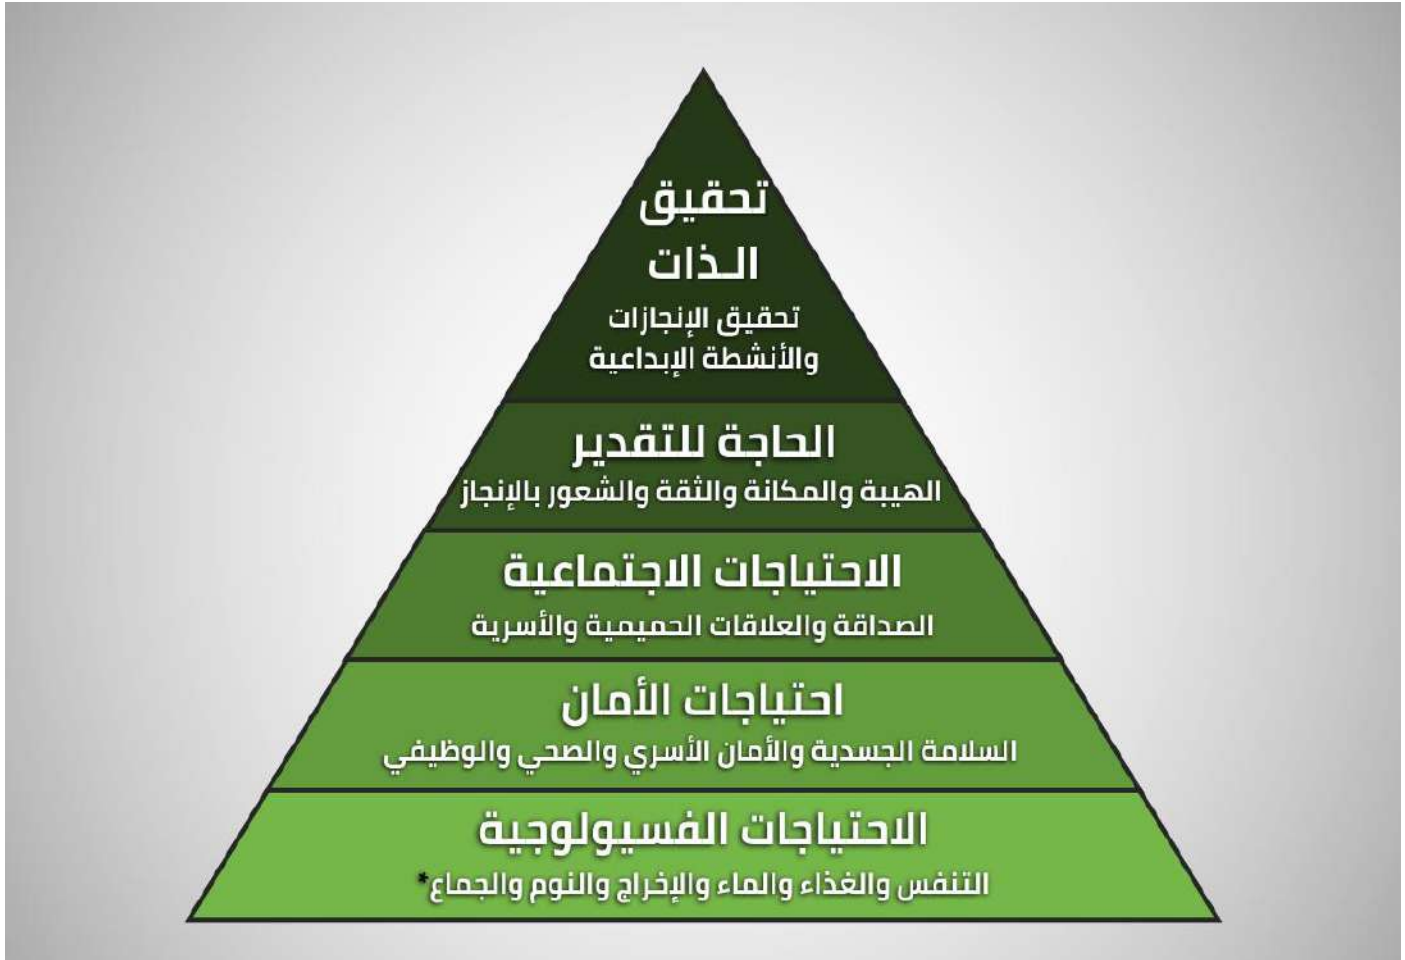 تحقيق
الـذات
تحقيق الإنجازات
والأنشطة الإبداعية
الحاجة للتقدير
الهيبة والمكانة والثقة والشعور بالإنجاز
الاحتياجات الاجتماعية
الصداقة والعلاقات الحميمية والأسرية
احتياجات الأمان
السلامة الجسدية والأمان الأسري والصحي والوظيفي
الاحتياجات الفسيولوجية
التنفس والغذاء والماء والإخراج والنوم والجماع*